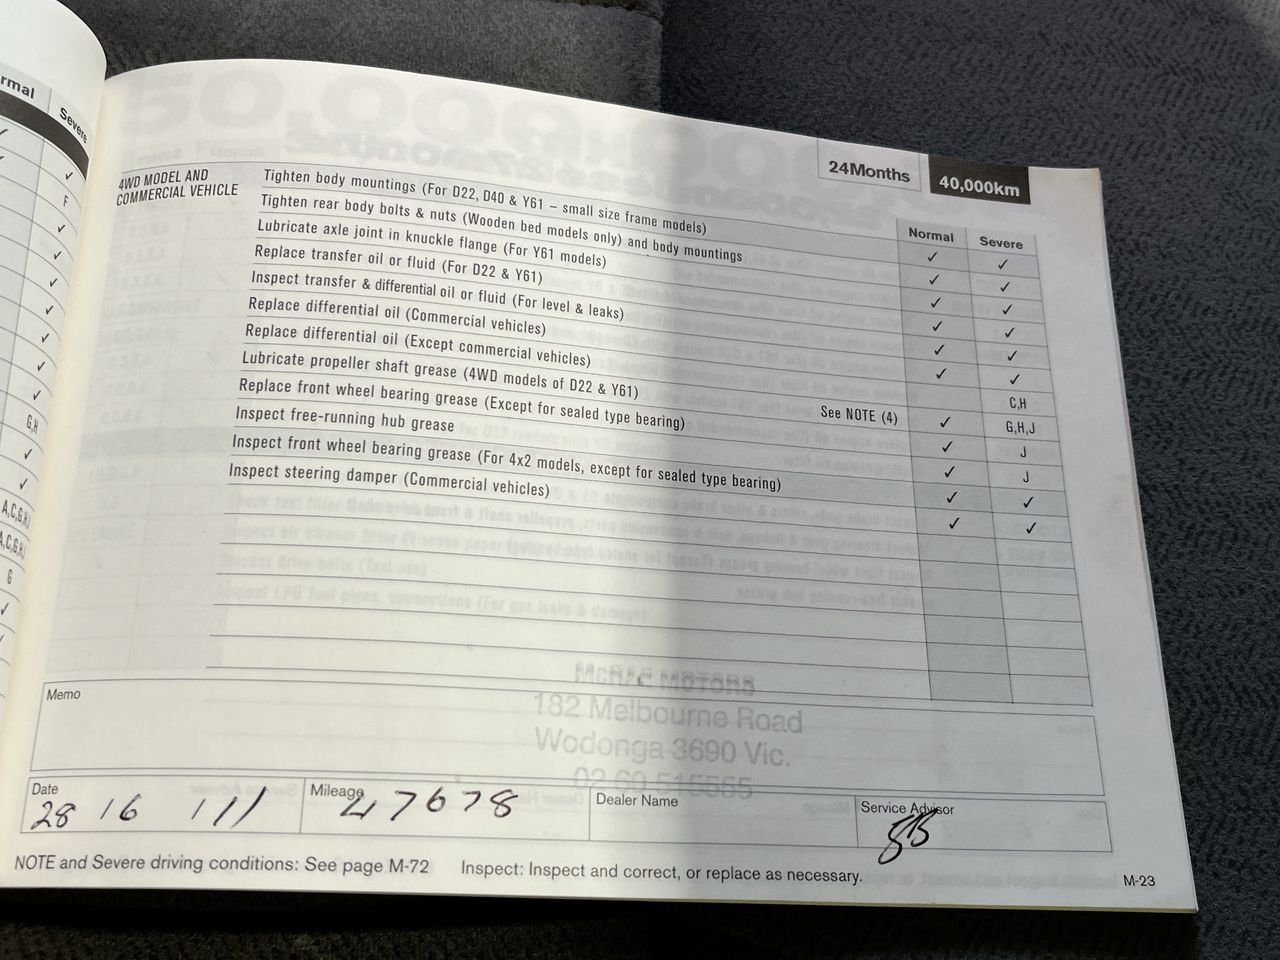 rmal
Severe
✓
✓
✓
F
✓
✓
✓
✓
✓
✓
✓
G,H
✓
✓
A,C,G,H,
A,C,G,H,
G
✓
24Months
40,000km
4WD MODEL AND
COMMERCIAL VEHICLE
Normal Severe
Tighten body mountings (For D22, D40 & Y61 – small size frame models) ✓ ✓
Tighten rear body bolts & nuts (Wooden bed models only) and body mountings ✓ ✓
Lubricate axle joint in knuckle flange (For Y61 models) ✓ ✓
Replace transfer oil or fluid (For D22 & Y61) ✓ ✓
Inspect transfer & differential oil or fluid (For level & leaks) ✓ ✓
Replace differential oil (Commercial vehicles) ✓ ✓
Replace differential oil (Except commercial vehicles) C,H
Lubricate propeller shaft grease (4WD models of D22 & Y61) See NOTE (4) ✓ G,H,J
Replace front wheel bearing grease (Except for sealed type bearing) ✓ J
Inspect free-running hub grease ✓ J
Inspect front wheel bearing grease (For 4x2 models, except for sealed type bearing) ✓ ✓
Inspect steering damper (Commercial vehicles) ✓ ✓
Memo
McRAE MOTORS
182 Melbourne Road
Wodonga 3690 Vic.
02 60 516565
Date
28 / 6 / 11
Mileage
47678
Dealer Name
Service Advisor
NOTE and Severe driving conditions: See page M-72
Inspect: Inspect and correct, or replace as necessary.
M-23